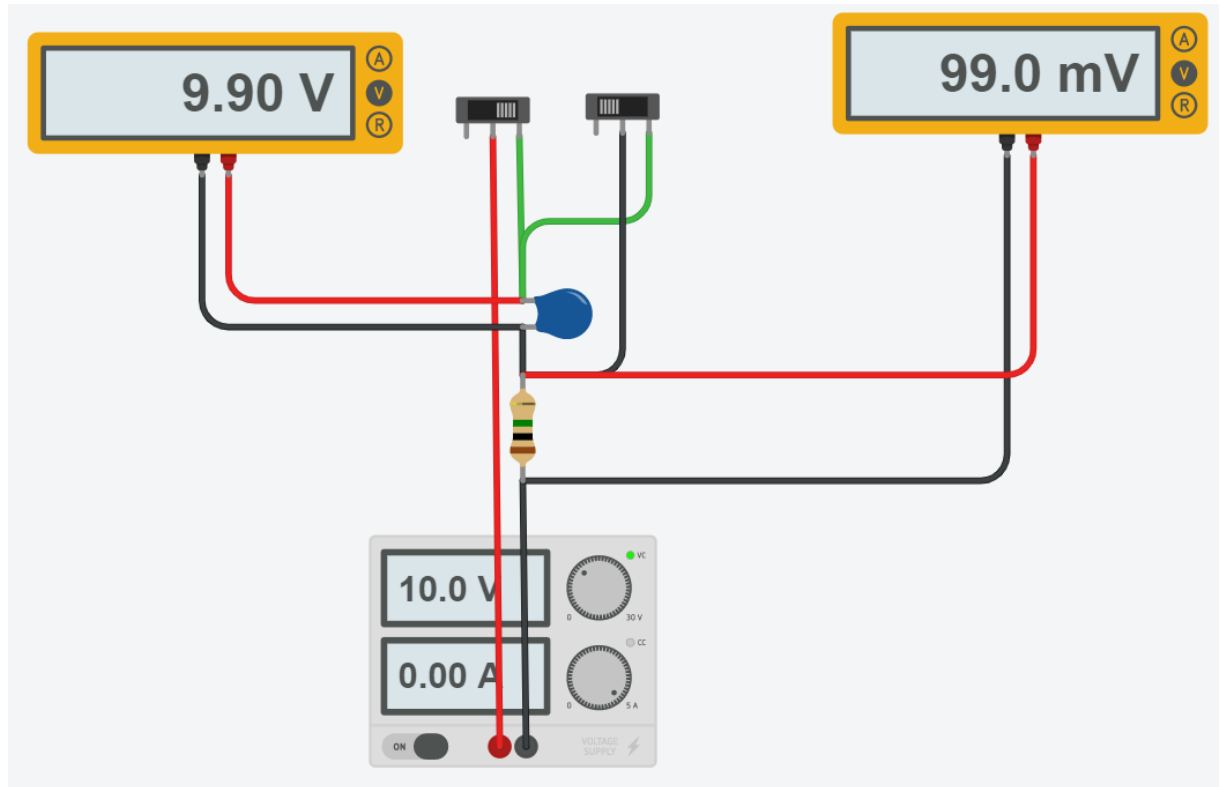 9.90 V
A
V
R
99.0 mV
A
V
R
10.0 V
VC
0
30 V
0.00 A
CC
0
5 A
ON
VOLTAGE
SUPPLY